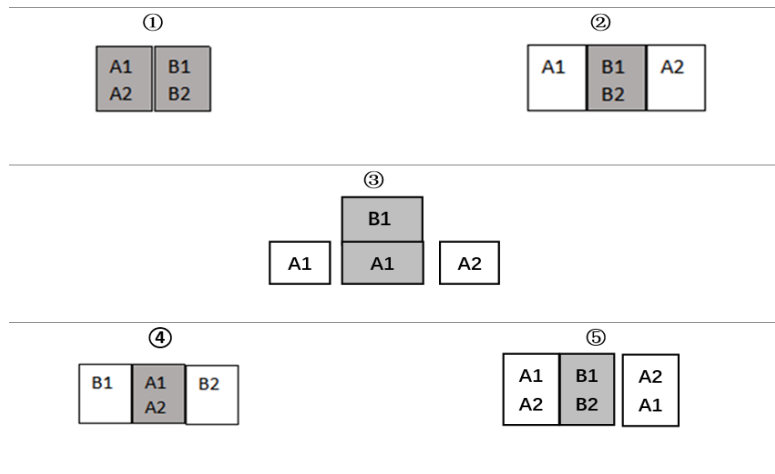 ① ②
A1 B1 A1 B1 A2
A2 B2 B2
③
B1
A1 A1 A2
④ ⑤
B1 A1 B2 A1 B1 A2
A2 A2 B2 A1